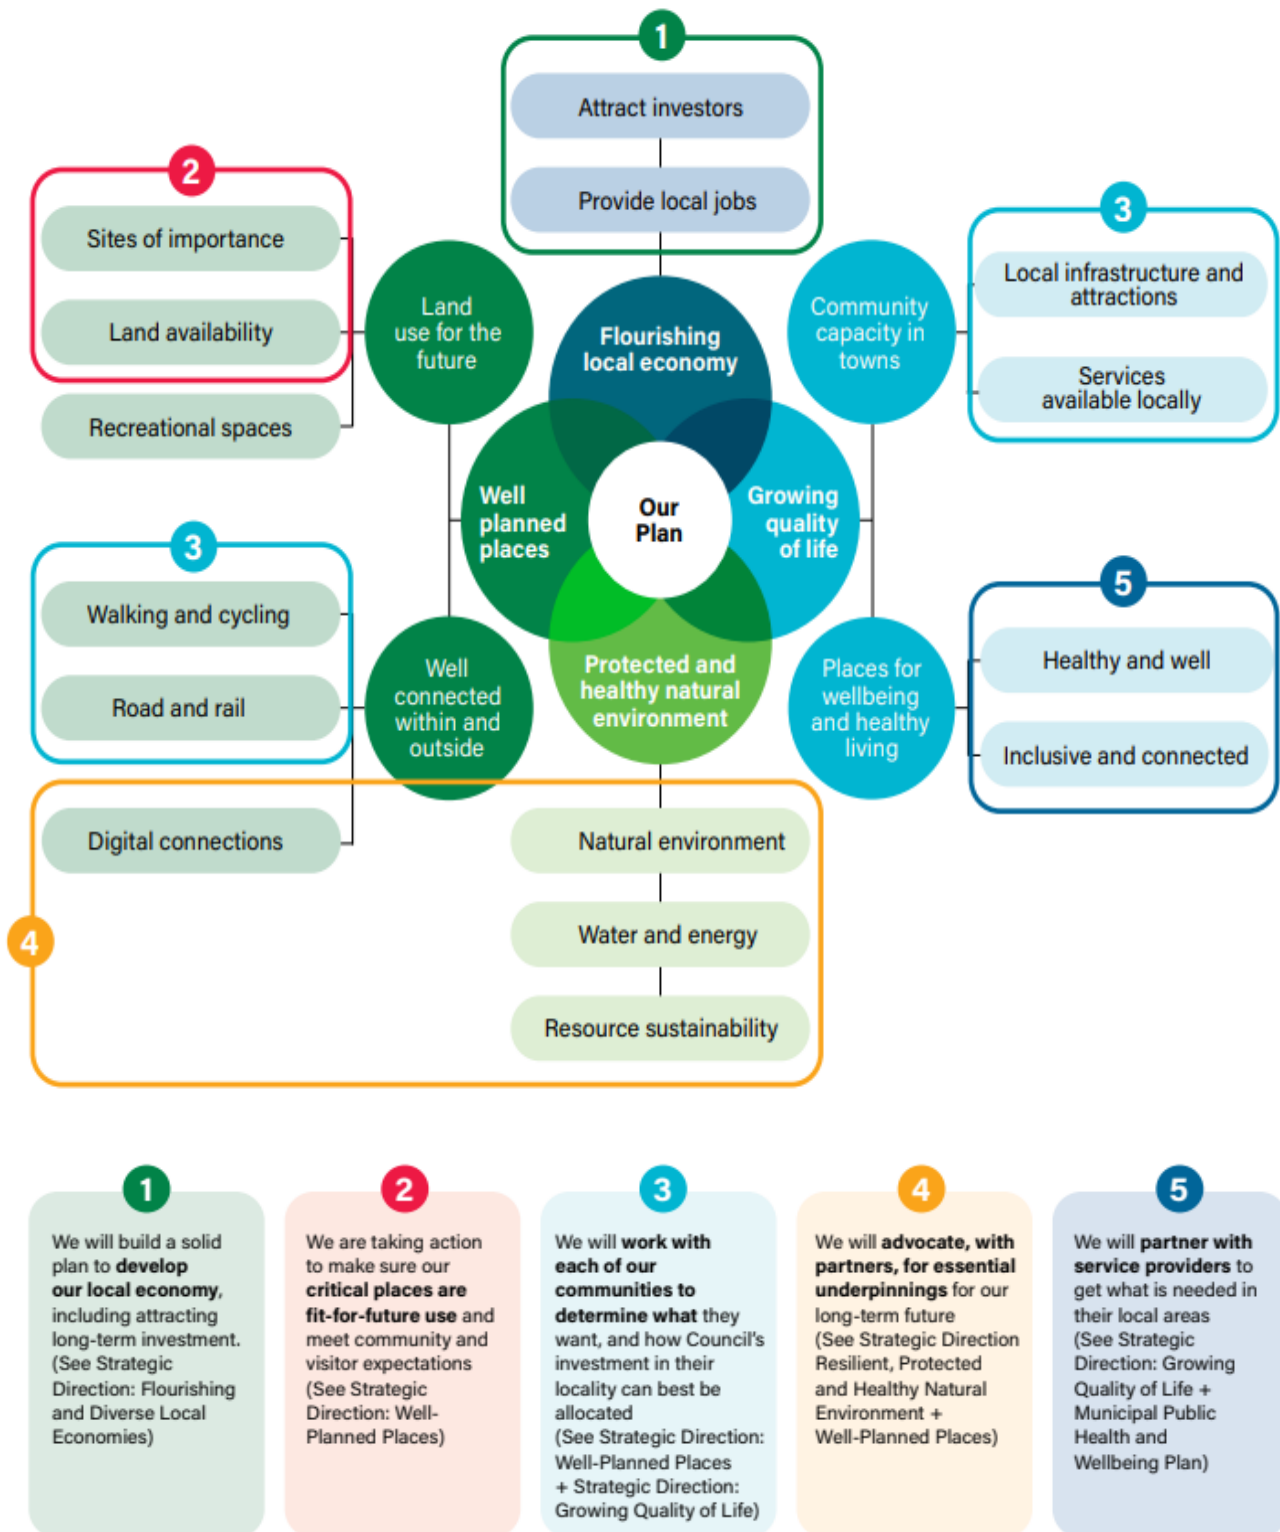 1
Attract investors
Provide local jobs
2
Sites of importance
Land availability
Recreational spaces
Land
use for the
future
Flourishing
local economy
Community
capacity in
towns
3
Local infrastructure and
attractions
Services
available locally
Well
planned
places
Our
Plan
Growing
quality
of life
3
Walking and cycling
Road and rail
Digital connections
Well
connected
within and
outside
Protected and
healthy natural
environment
Places for
wellbeing
and healthy
living
5
Healthy and well
Inclusive and connected
4
Natural environment
Water and energy
Resource sustainability
1
We will build a solid
plan to develop
our local economy,
including attracting
long-term investment.
(See Strategic
Direction: Flourishing
and Diverse Local
Economies)
2
We are taking action
to make sure our
critical places are
fit-for-future use and
meet community and
visitor expectations
(See Strategic
Direction: Well-
Planned Places)
3
We will work with
each of our
communities to
determine what they
want, and how Council's
investment in their
locality can best be
allocated
(See Strategic Direction:
Well-Planned Places
+ Strategic Direction:
Growing Quality of Life)
4
We will advocate, with
partners, for essential
underpinnings for our
long-term future
(See Strategic Direction
Resilient, Protected
and Healthy Natural
Environment +
Well-Planned Places)
5
We will partner with
service providers to
get what is needed in
their local areas
(See Strategic
Direction: Growing
Quality of Life +
Municipal Public
Health and
Wellbeing Plan)